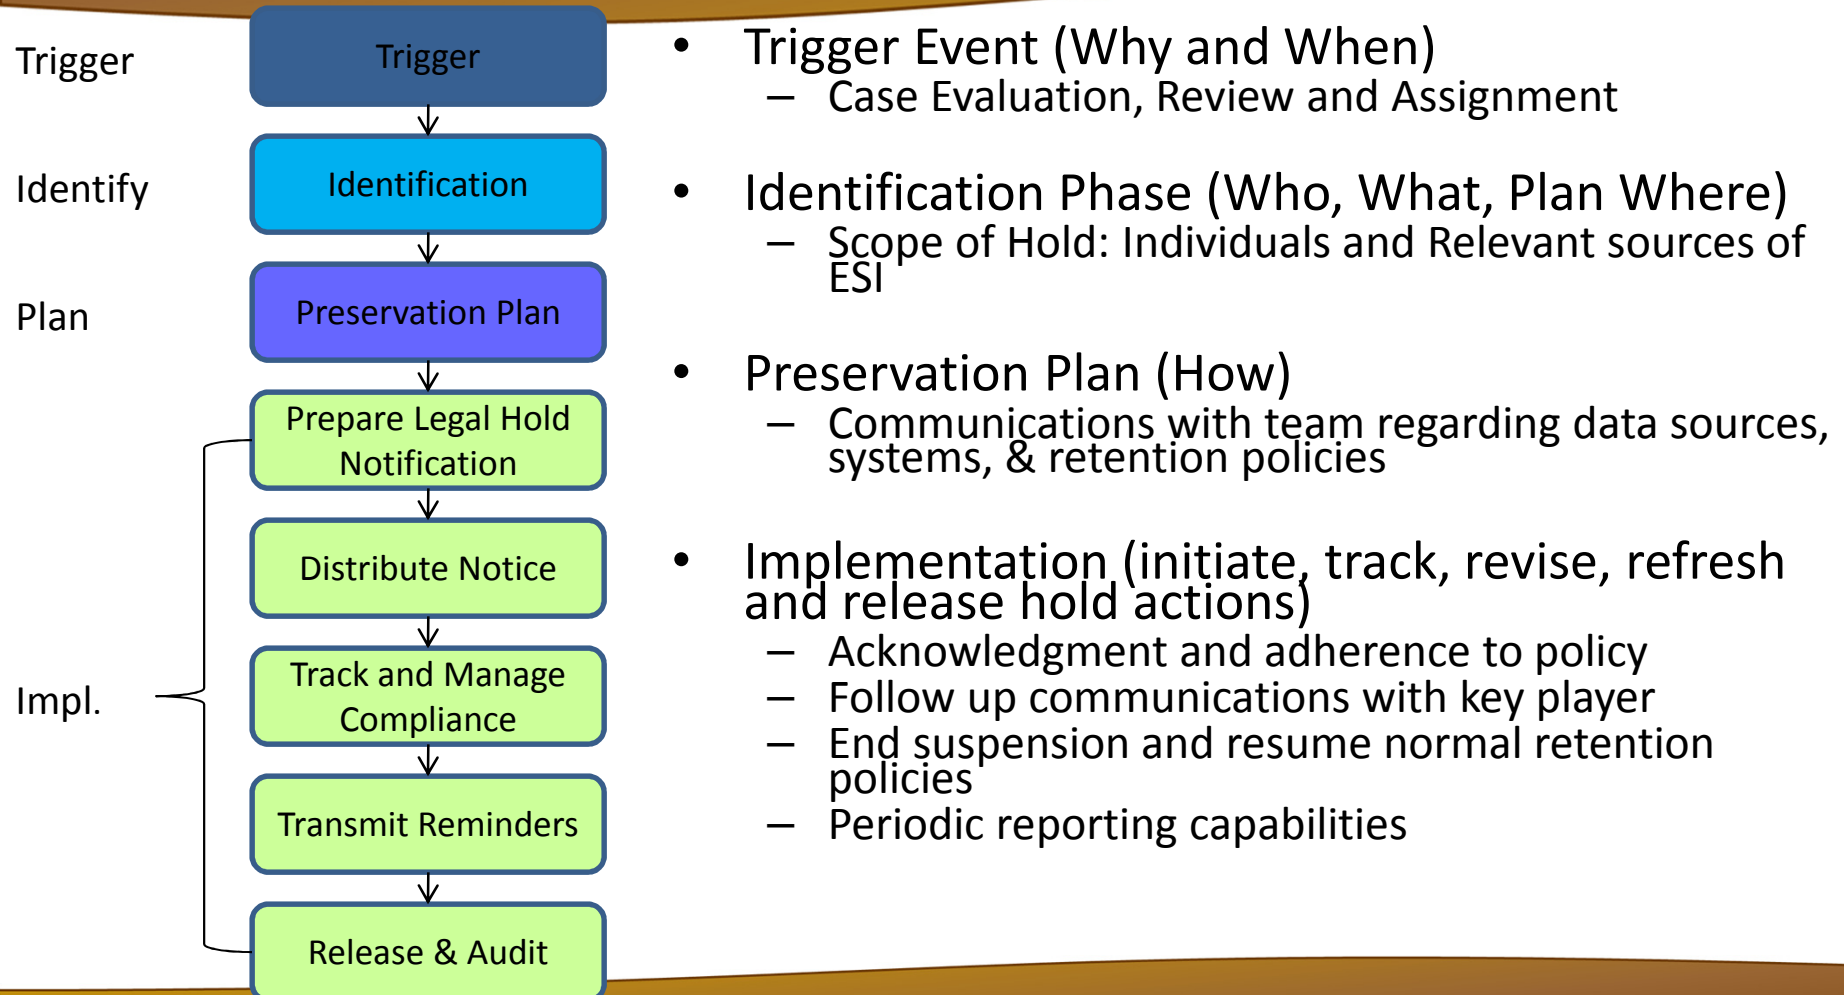 Trigger
Identify
Plan
Impl.
Trigger
Identification
Preservation Plan
Prepare Legal Hold
Notification
Distribute Notice
Track and Manage
Compliance
Transmit Reminders
Release & Audit
• Trigger Event (Why and When)
– Case Evaluation, Review and Assignment
• Identification Phase (Who, What, Plan Where)
– Scope of Hold: Individuals and Relevant sources of
ESI
• Preservation Plan (How)
– Communications with team regarding data sources,
systems, & retention policies
• Implementation (initiate, track, revise, refresh
and release hold actions)
– Acknowledgment and adherence to policy
– Follow up communications with key player
– End suspension and resume normal retention
policies
– Periodic reporting capabilities